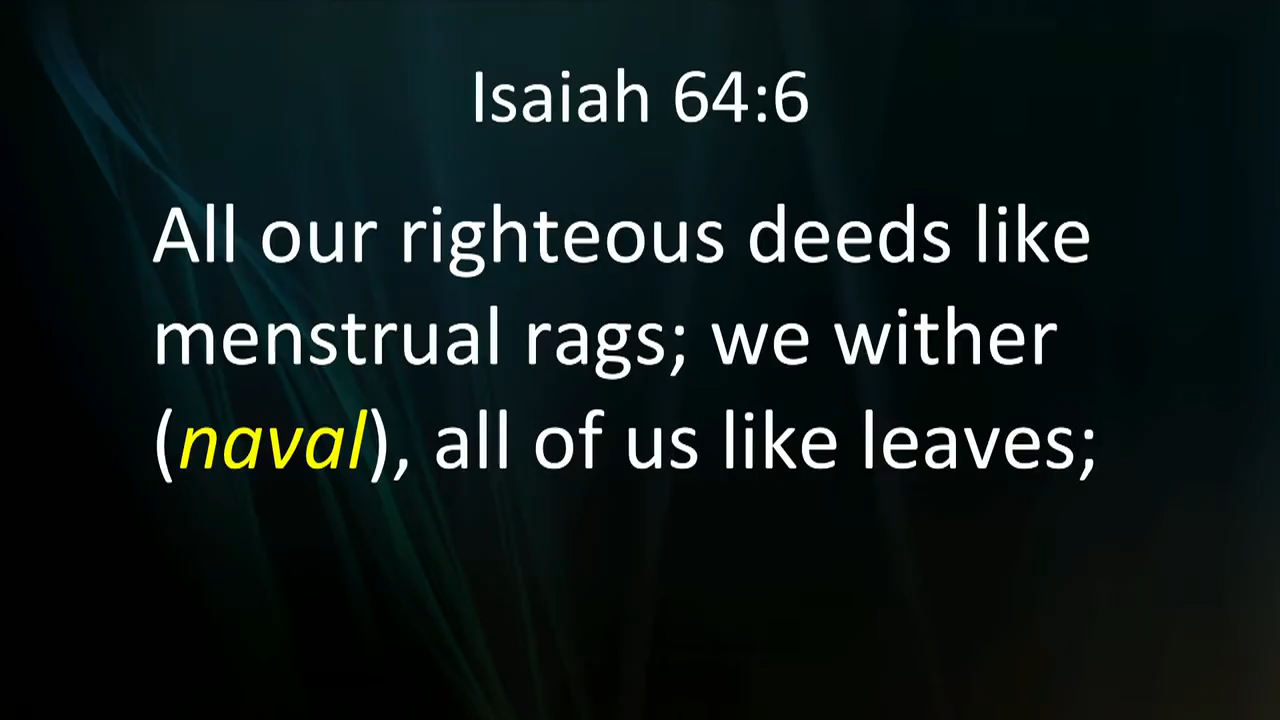 Isaiah 64:6
All our righteous deeds like
menstrual rags; we wither
(naval), all of us like leaves;